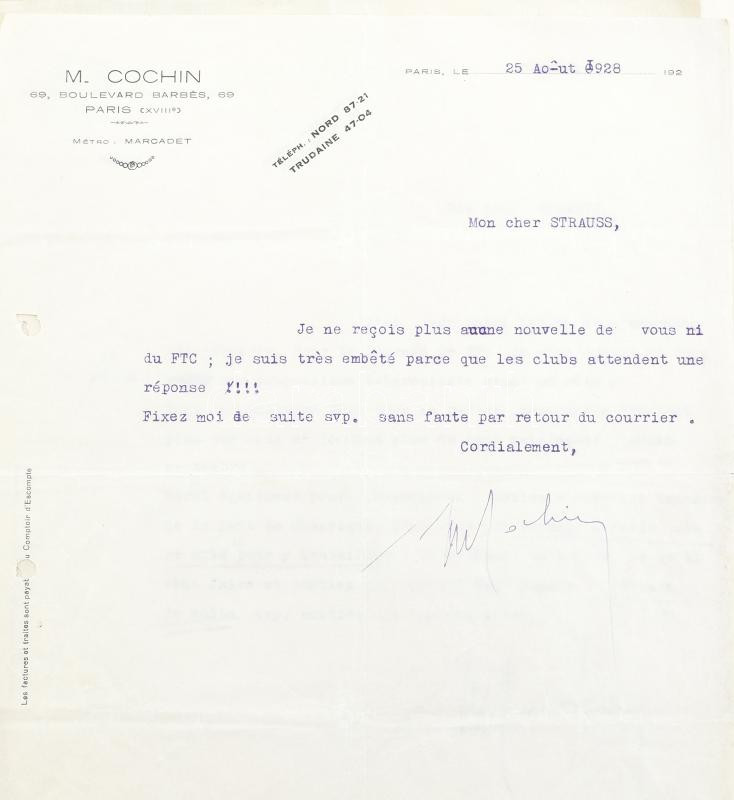 M. COCHIN
69, BOULEVARD BARBÈS, 69
PARIS (XVIIIe)
MÉTRO : MARCADET
TÉLÉPH. : NORD 87-21
TRUDAINE 47-04
PARIS, LE 25 Août 1928 192
Mon cher STRAUSS,
Je ne reçois plus aucune nouvelle de vous ni
du FTC ; je suis très embêté parce que les clubs attendent une
réponse !!!!
Fixez moi de suite svp. sans faute par retour du courrier .
Cordialement,
M Cochin
Les factures et traites sont payab. au Comptoir d'Escompte